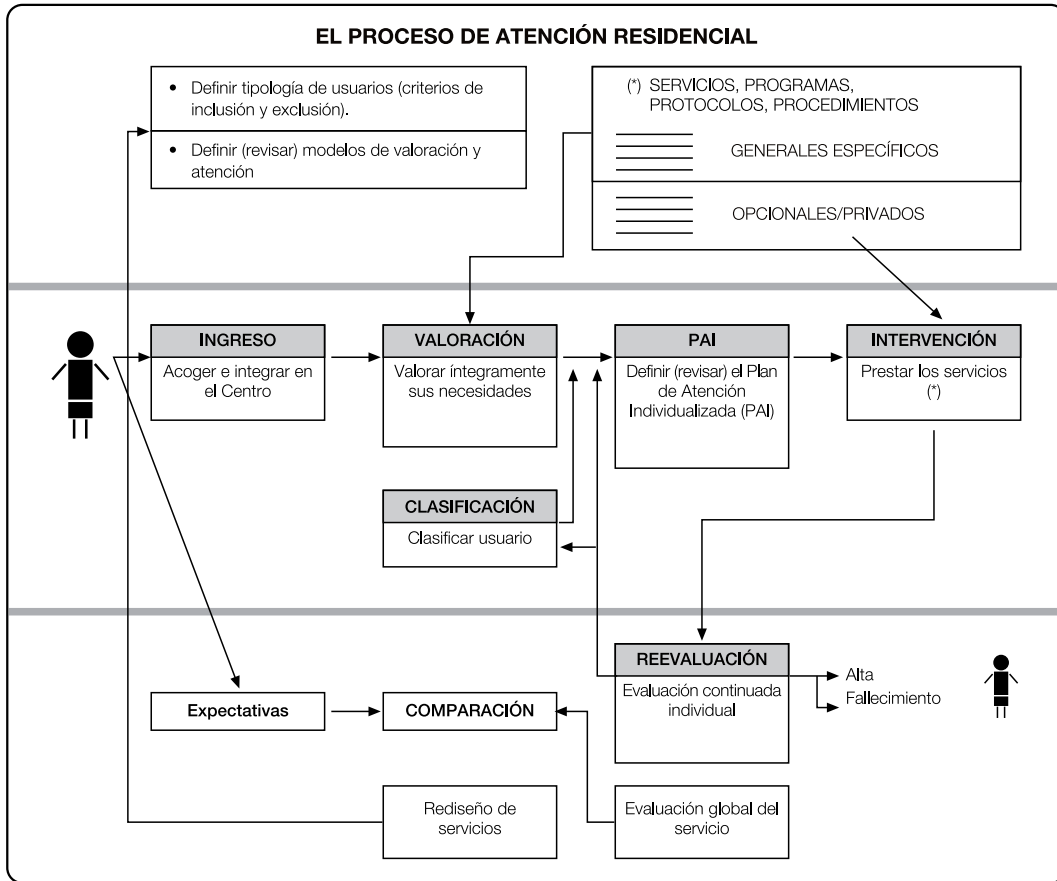 EL PROCESO DE ATENCIÓN RESIDENCIAL
• Definir tipología de usuarios (criterios de
inclusión y exclusión).
• Definir (revisar) modelos de valoración y
atención
(*) SERVICIOS, PROGRAMAS,
PROTOCOLOS, PROCEDIMIENTOS
GENERALES ESPECÍFICOS
OPCIONALES/PRIVADOS
INGRESO
Acoger e integrar en
el Centro
VALORACIÓN
Valorar íntegramente
sus necesidades
PAI
Definir (revisar) el Plan
de Atención
Individualizada (PAI)
INTERVENCIÓN
Prestar los servicios
(*)
CLASIFICACIÓN
Clasificar usuario
REEVALUACIÓN
Evaluación continuada
individual
Alta
Fallecimiento
Expectativas
COMPARACIÓN
Rediseño de
servicios
Evaluación global del
servicio